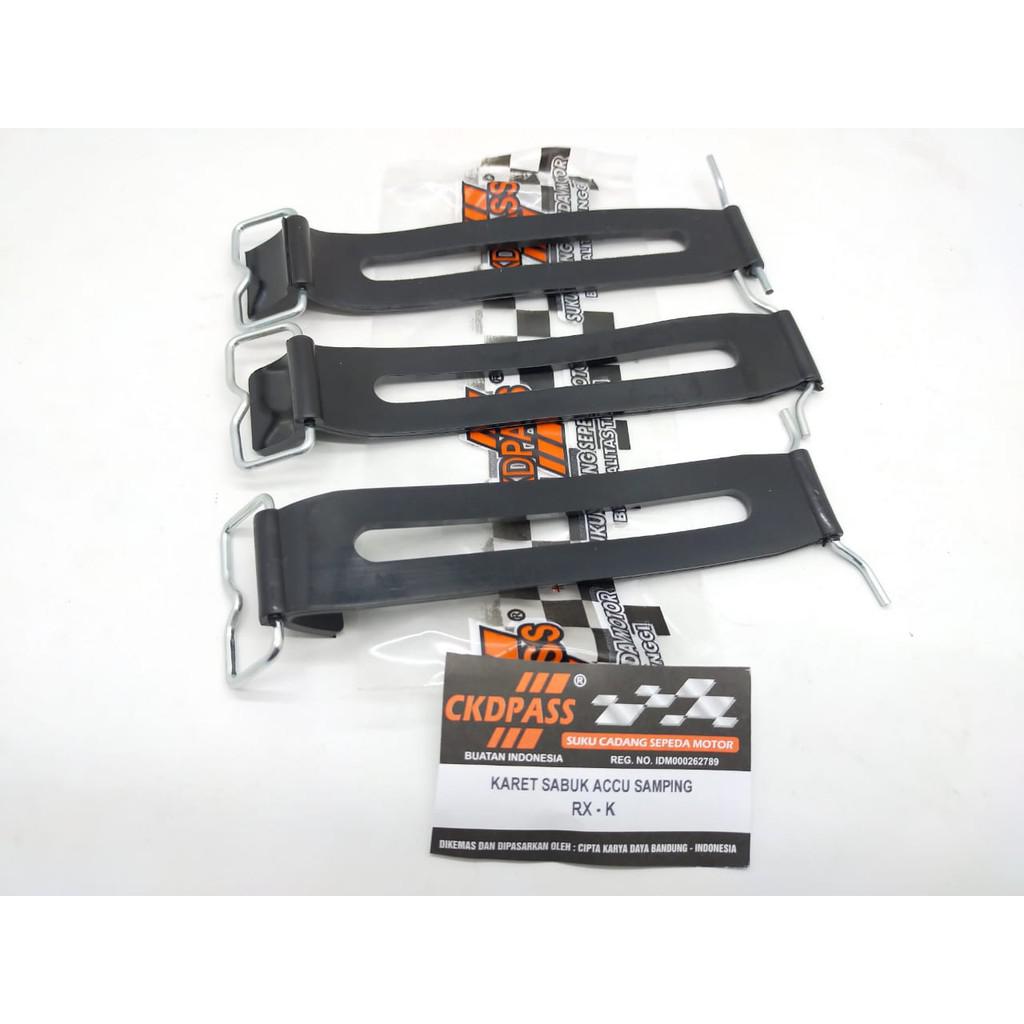 CKDPASS®
SUKU CADANG SEPEDA MOTOR
BUATAN INDONESIA
REG. NO. IDM000262789
KARET SABUK ACCU SAMPING
RX - K
DIKEMAS DAN DIPASARKAN OLEH : CIPTA KARYA DAYA BANDUNG - INDONESIA